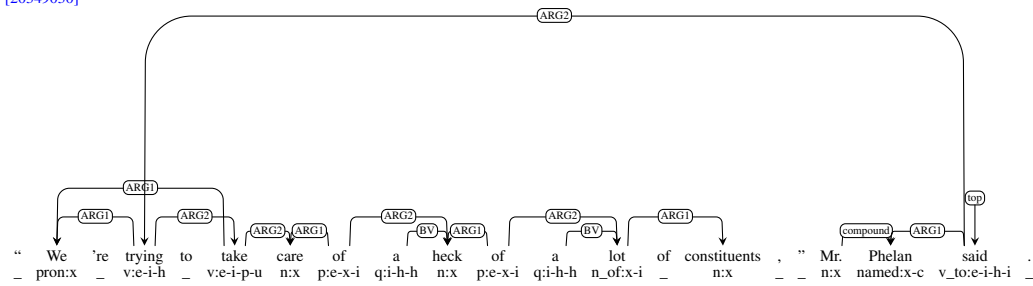 ARG2
ARG1
ARG1 ARG2 ARG2 ARG1 ARG2 BV ARG1 ARG2 BV ARG1 compound ARG1 top
“ We ’re trying to take care of a heck of a lot of constituents , ” Mr. Phelan said .
_ pron:x _ v:e-i-h _ v:e-i-p-u n:x p:e-x-i q:i-h-h n:x p:e-x-i q:i-h-h n_of:x-i _ n:x _ _ n:x named:x-c v_to:e-i-h-i _